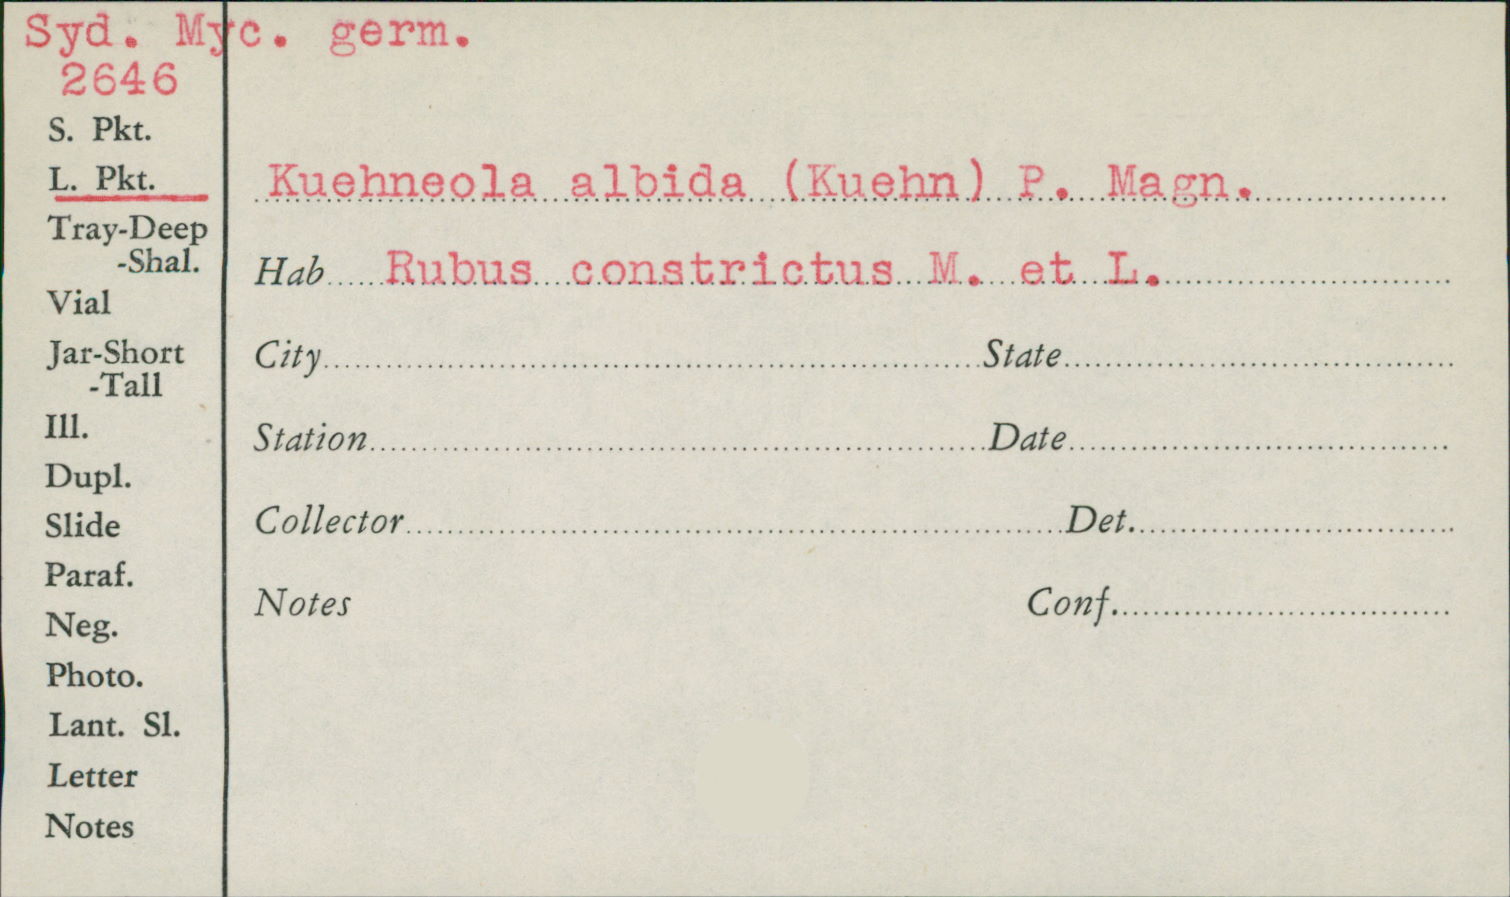 Syd. Myc. germ.
2646
S. Pkt.
L. Pkt.
Tray-Deep
-Shal.
Vial
Jar-Short
-Tall
Ill.
Dupl.
Slide
Paraf.
Neg.
Photo.
Lant. Sl.
Letter
Notes
Kuehneola albida (Kuehn) P. Magn.
Hab Rubus constrictus M. et L.
City State
Station Date
Collector Det.
Notes Conf.